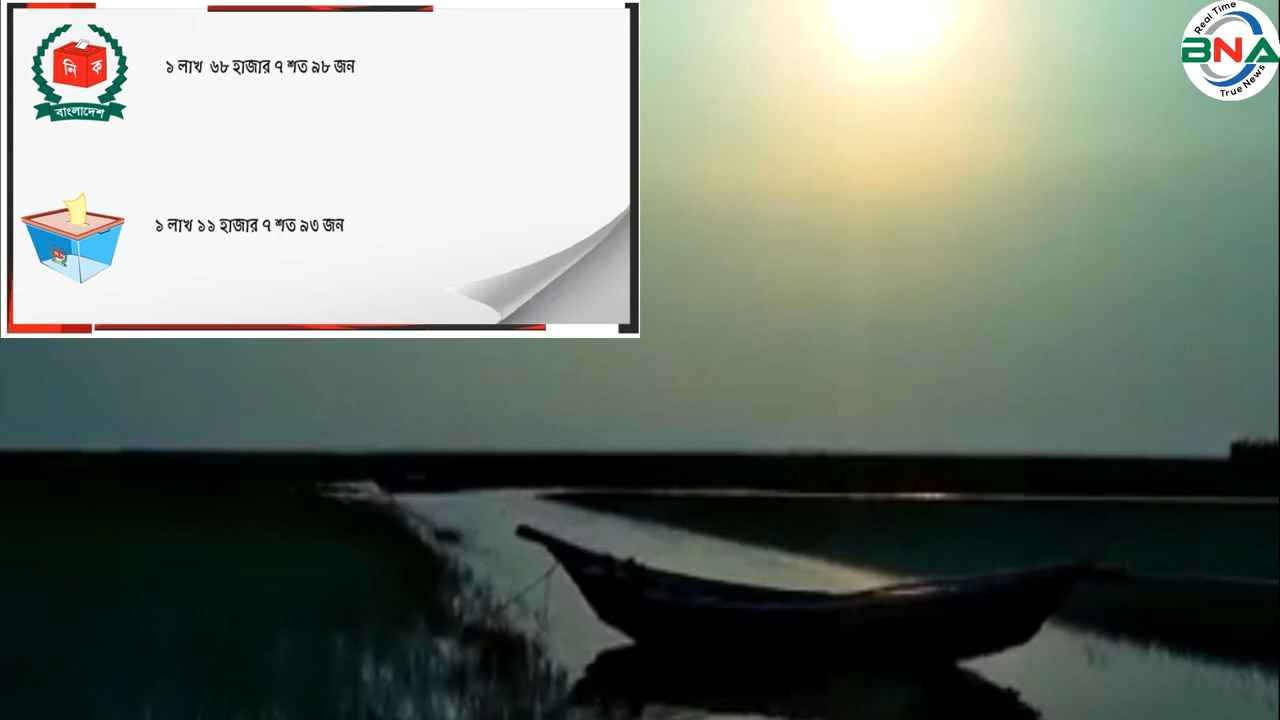 ১ লাখ ৬৮ হাজার ৭ শত ৯৮ জন
নি ক
বাংলাদেশ
১ লাখ ১১ হাজার ৭ শত ৯৩ জন
Real Time
BNA
True News